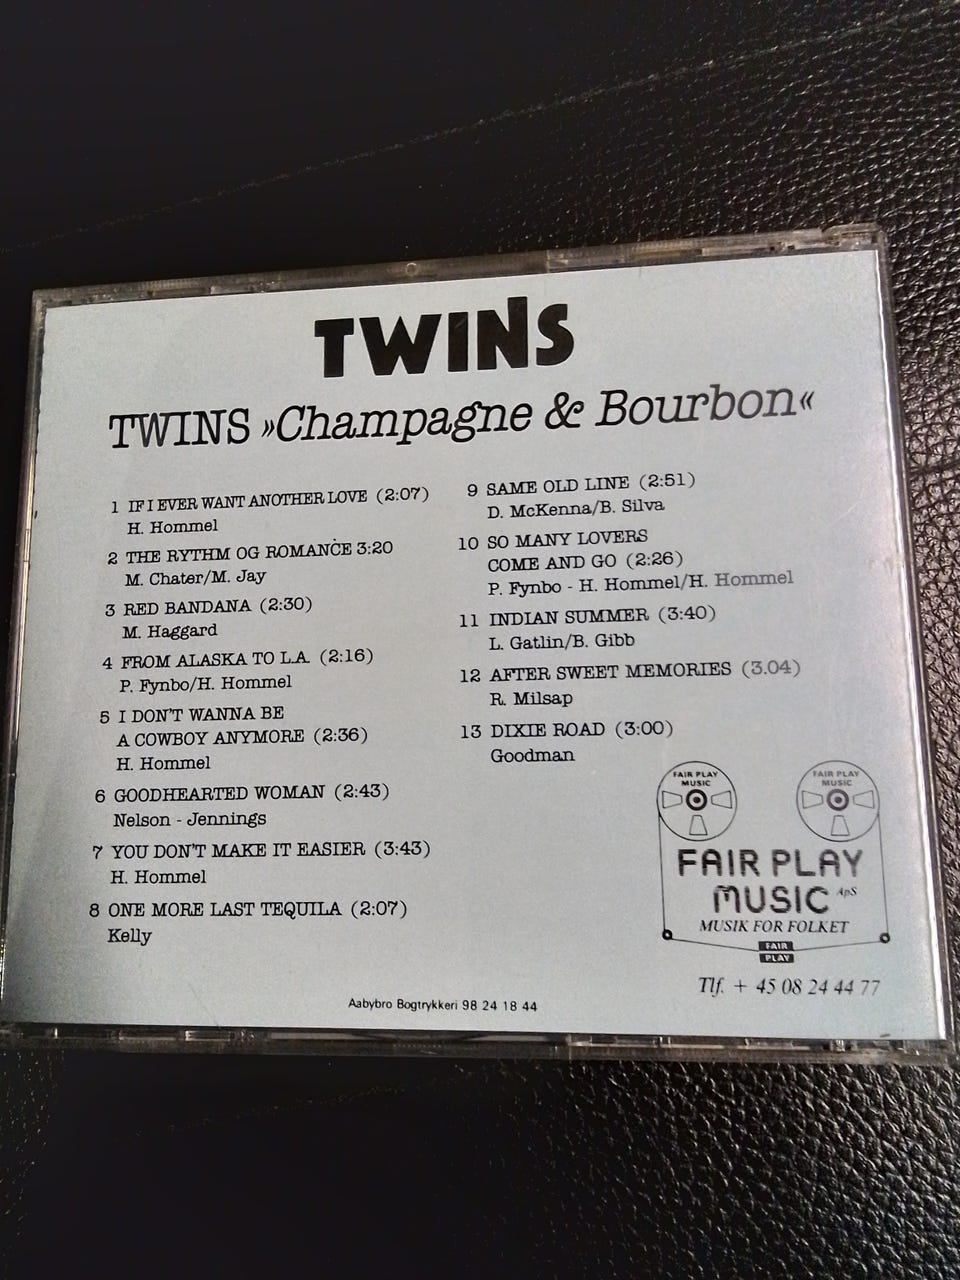 TWINS
TWINS »Champagne & Bourbon«
1 IF I EVER WANT ANOTHER LOVE (2:07)
H. Hommel
2 THE RYTHM OG ROMANCE 3:20
M. Chater/M. Jay
3 RED BANDANA (2:30)
M. Haggard
4 FROM ALASKA TO L.A. (2:16)
P. Fynbo/H. Hommel
5 I DON'T WANNA BE
A COWBOY ANYMORE (2:36)
H. Hommel
6 GOODHEARTED WOMAN (2:43)
Nelson - Jennings
7 YOU DON'T MAKE IT EASIER (3:43)
H. Hommel
8 ONE MORE LAST TEQUILA (2:07)
Kelly
9 SAME OLD LINE (2:51)
D. McKenna/B. Silva
10 SO MANY LOVERS
COME AND GO (2:26)
P. Fynbo - H. Hommel/H. Hommel
11 INDIAN SUMMER (3:40)
L. Gatlin/B. Gibb
12 AFTER SWEET MEMORIES (3.04)
R. Milsap
13 DIXIE ROAD (3:00)
Goodman
FAIR PLAY
MUSIC
FAIR PLAY
MUSIC
FAIR PLAY
MUSIC ApS
MUSIK FOR FOLKET
FAIR
PLAY
Tlf. + 45 08 24 44 77
Aabybro Bogtrykkeri 98 24 18 44